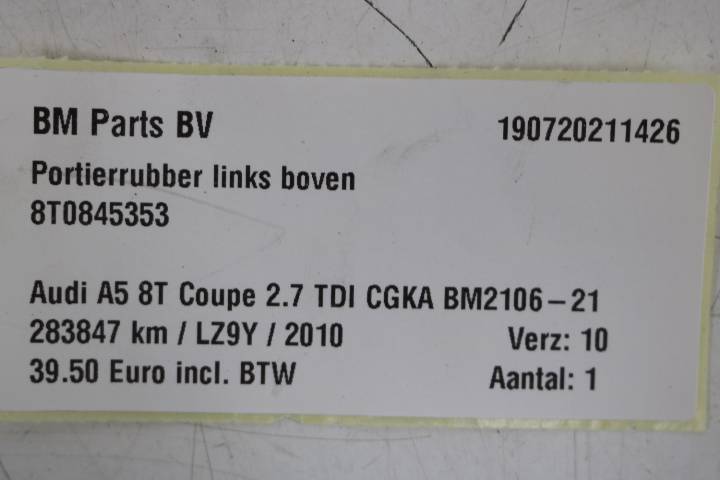 BM Parts BV 190720211426
Portierrubber links boven
8T0845353
Audi A5 8T Coupe 2.7 TDI CGKA BM2106-21
283847 km / LZ9Y / 2010 Verz: 10
39.50 Euro incl. BTW Aantal: 1